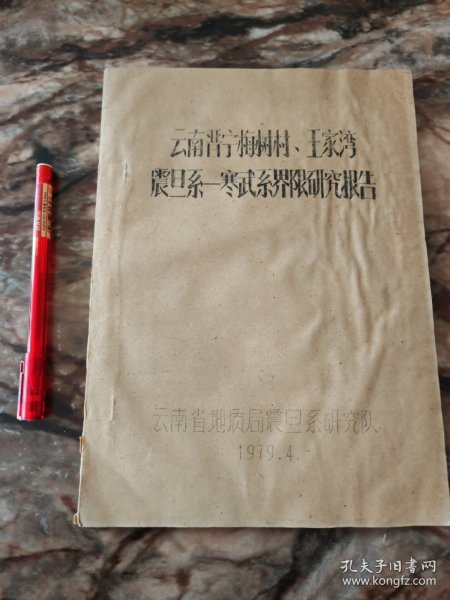 云南晋宁梅树村、王家湾
震旦系—寒武系界限研究报告
云南省地质局震旦系研究队
1979.4.
孔夫子旧书网
www.kongfz.com